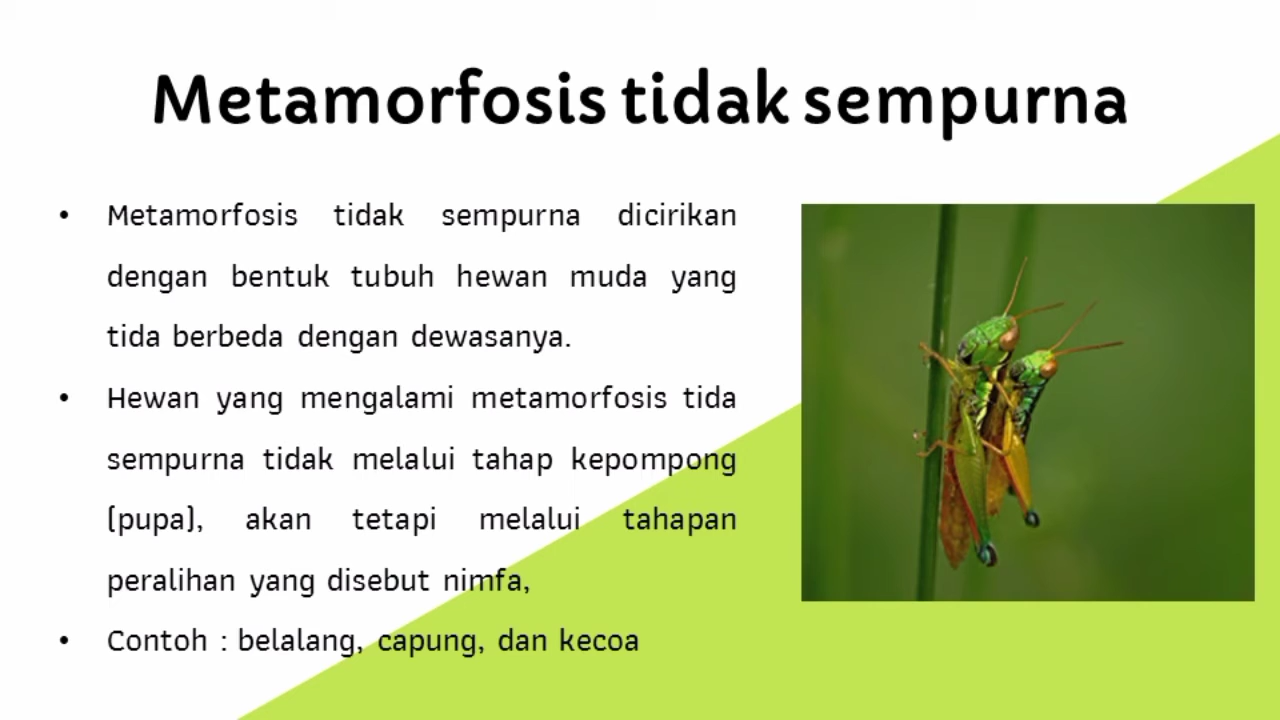 Metamorfosis tidak sempurna
• Metamorfosis tidak sempurna dicirikan
dengan bentuk tubuh hewan muda yang
tida berbeda dengan dewasanya.
• Hewan yang mengalami metamorfosis tida
sempurna tidak melalui tahap kepompong
(pupa), akan tetapi melalui tahapan
peralihan yang disebut nimfa,
• Contoh : belalang, capung, dan kecoa